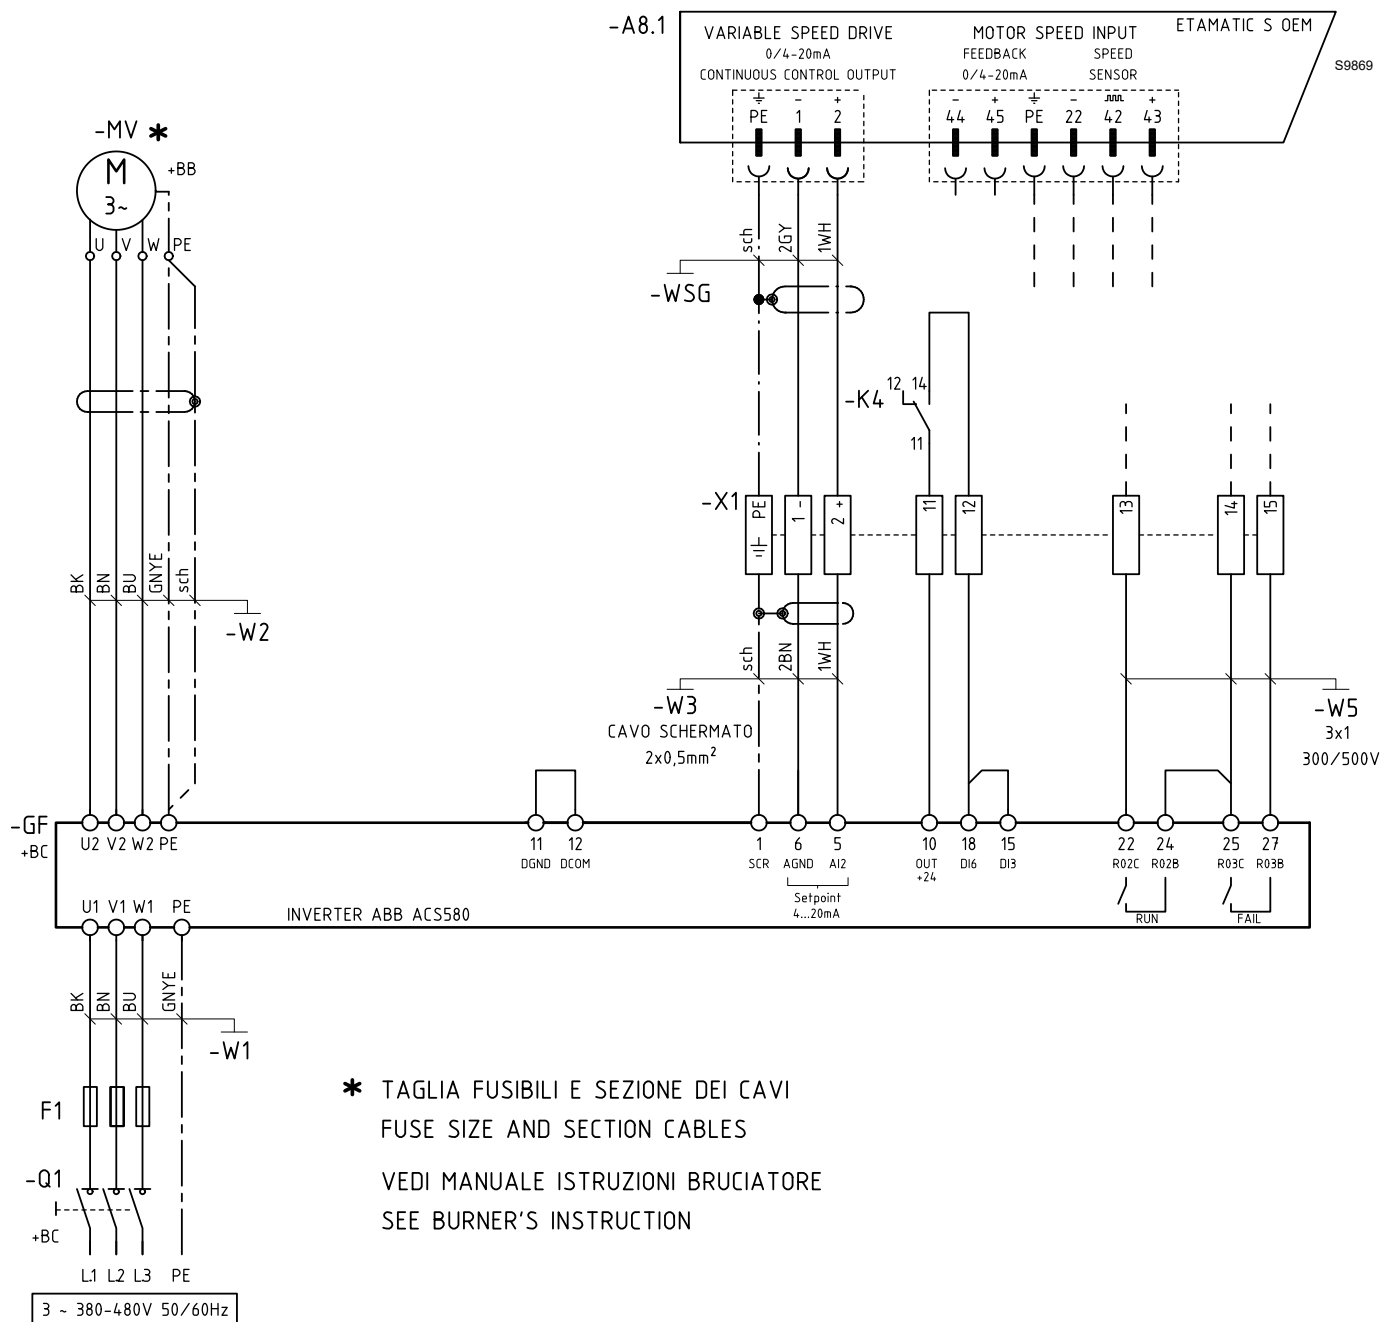 -A8.1
VARIABLE SPEED DRIVE
0/4-20mA
CONTINUOUS CONTROL OUTPUT
MOTOR SPEED INPUT
FEEDBACK
0/4-20mA
SPEED
SENSOR
ETAMATIC S OEM
S9869
- + - + - +
PE 1 2 44 45 PE 22 42 43
-MV *
M
3~
+BB
U V W PE
sch 2GY 1WH
-WSG
-K4 12 14
11
-X1 PE 1 - 2 + 11 12 13 14 15
BK BN BU GNYE sch
-W2
sch 2BN 1WH
-W3
CAVO SCHERMATO
2x0,5mm²
-W5
3x1
300/500V
-GF
+BC
U2 V2 W2 PE
11 12 1 6 5 10 18 15 22 24 25 27
DGND DCOM SCR AGND AI2 OUT +24 DI6 DI3 R02C R02B R03C R03B
Setpoint
4...20mA
RUN FAIL
U1 V1 W1 PE
INVERTER ABB ACS580
BK BN BU GNYE
-W1
F1
-Q1
+BC
L1 L2 L3 PE
3 ~ 380-480V 50/60Hz
* TAGLIA FUSIBILI E SEZIONE DEI CAVI
FUSE SIZE AND SECTION CABLES
VEDI MANUALE ISTRUZIONI BRUCIATORE
SEE BURNER'S INSTRUCTION